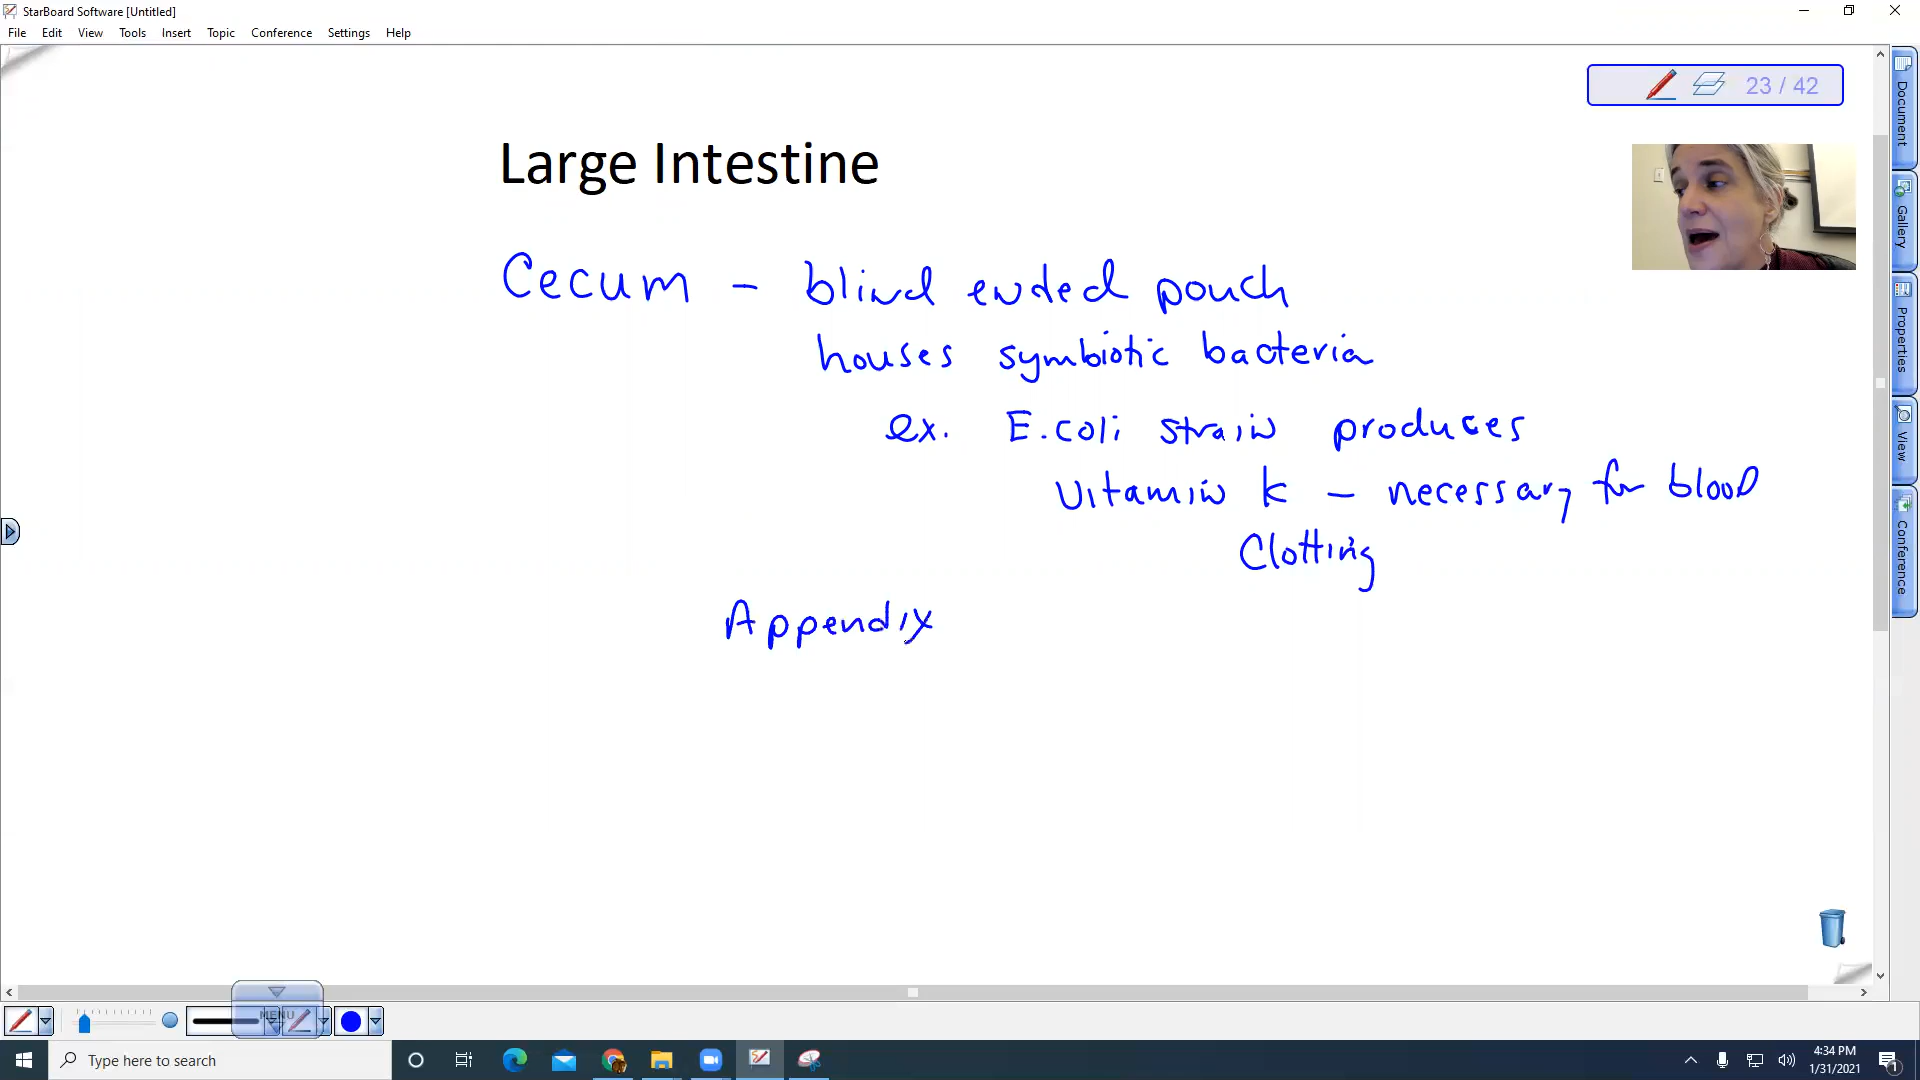 StarBoard Software [Untitled]
File Edit View Tools Insert Topic Conference Settings Help
23 / 42
Large Intestine
Cecum - blind ended pouch
houses symbiotic bacteria
ex. E.coli strain produces
Vitamin k - necessary for blood
Clotting
Appendix
Document
Gallery
Properties
View
Conference
MENU
Type here to search
4:34 PM
1/31/2021
1